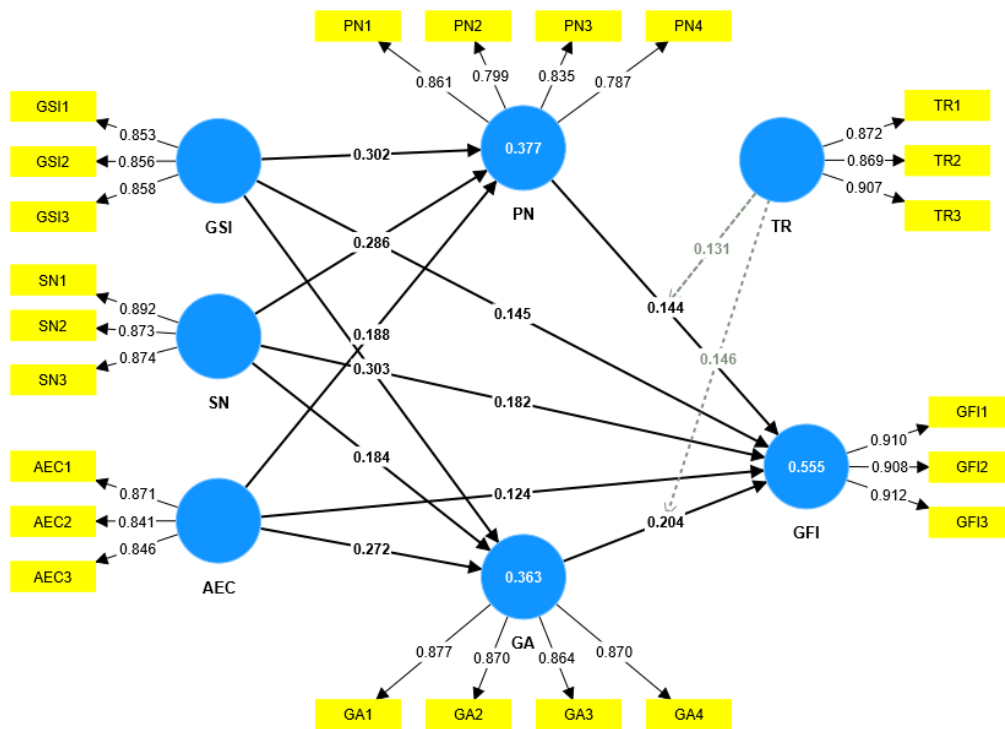 PN1 PN2 PN3 PN4
0.861 0.799 0.835 0.787
GSI1
GSI2
GSI3
0.853
0.856
0.858
GSI
0.377
PN
TR
TR1
TR2
TR3
0.872
0.869
0.907
0.302
0.286
0.188
0.145
0.131
0.144
0.146
SN1
SN2
SN3
0.892
0.873
0.874
SN
0.303
0.182
0.184
AEC1
AEC2
AEC3
0.871
0.841
0.846
AEC
0.124
0.272
0.204
0.555
GFI
GFI1
GFI2
GFI3
0.910
0.908
0.912
0.363
GA
0.877 0.870 0.864 0.870
GA1 GA2 GA3 GA4